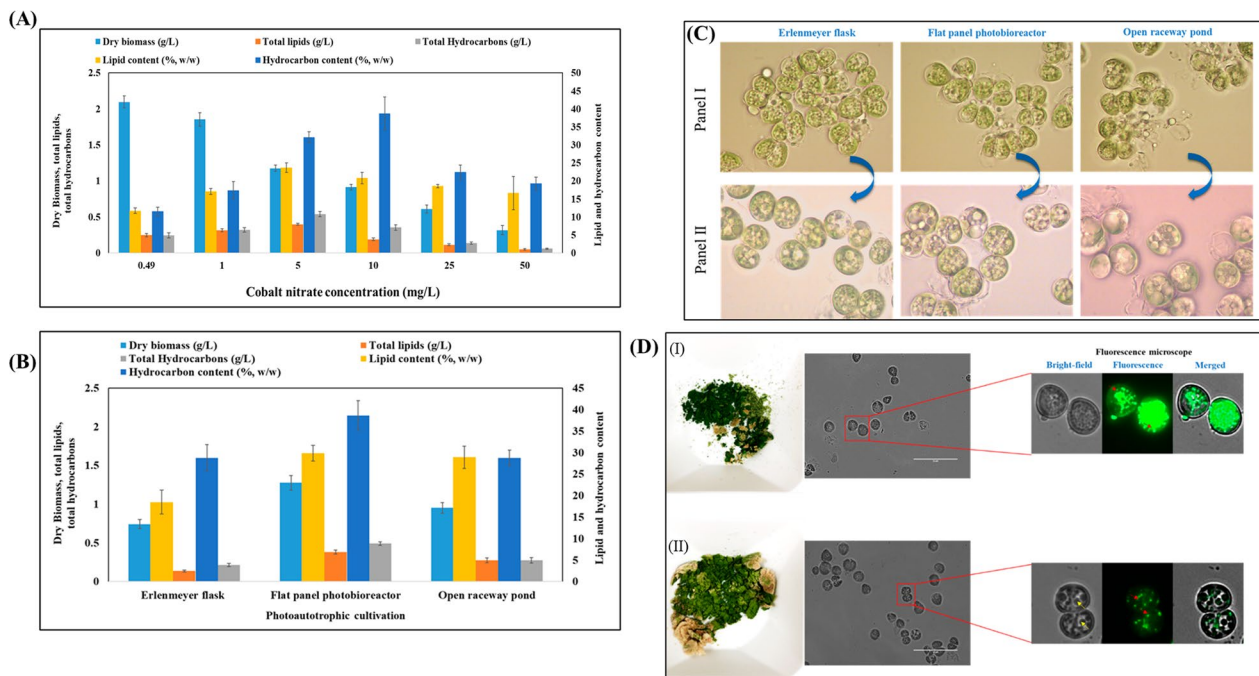 (A)
Dry biomass (g/L)
Total lipids (g/L)
Total Hydrocarbons (g/L)
Lipid content (%, w/w)
Hydrocarbon content (%, w/w)
Dry Biomass, total lipids,
total hydrocarbons
2.5
2
1.5
1
0.5
0
50
45
40
35
30
25
20
15
10
5
0
Lipid and hydrocarbon content
0.49 1 5 10 25 50
Cobalt nitrate concentration (mg/L)
(B)
Dry biomass (g/L)
Total lipids (g/L)
Total Hydrocarbons (g/L)
Lipid content (%, w/w)
Hydrocarbon content (%, w/w)
Dry Biomass, total lipids,
total hydrocarbons
2.5
2
1.5
1
0.5
0
45
40
35
30
25
20
15
10
5
0
Lipid and hydrocarbon content
Erlenmeyer flask Flat panel photobioreactor Open raceway pond
Photoautrophic cultivation
(C)
Erlenmeyer flask Flat panel photobioreactor Open raceway pond
Panel I
Panel II
(D)
(I)
Fluorescence microscope
Bright-field Fluorescence Merged
(II)